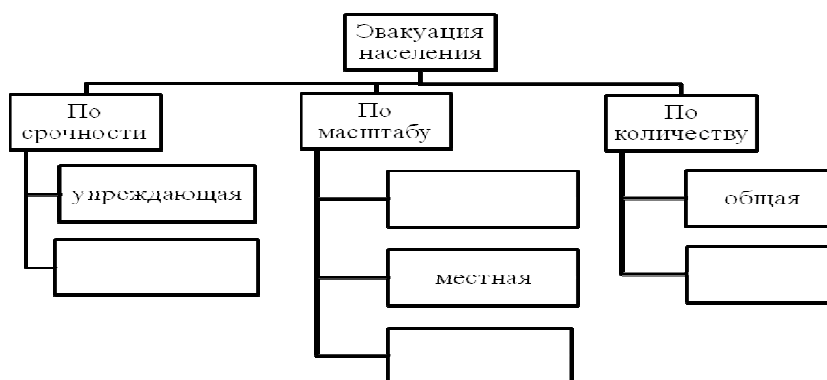 Эвакуация
населения
По
срочности
По
масштабу
По
количеству
упреждающая
местная
общая